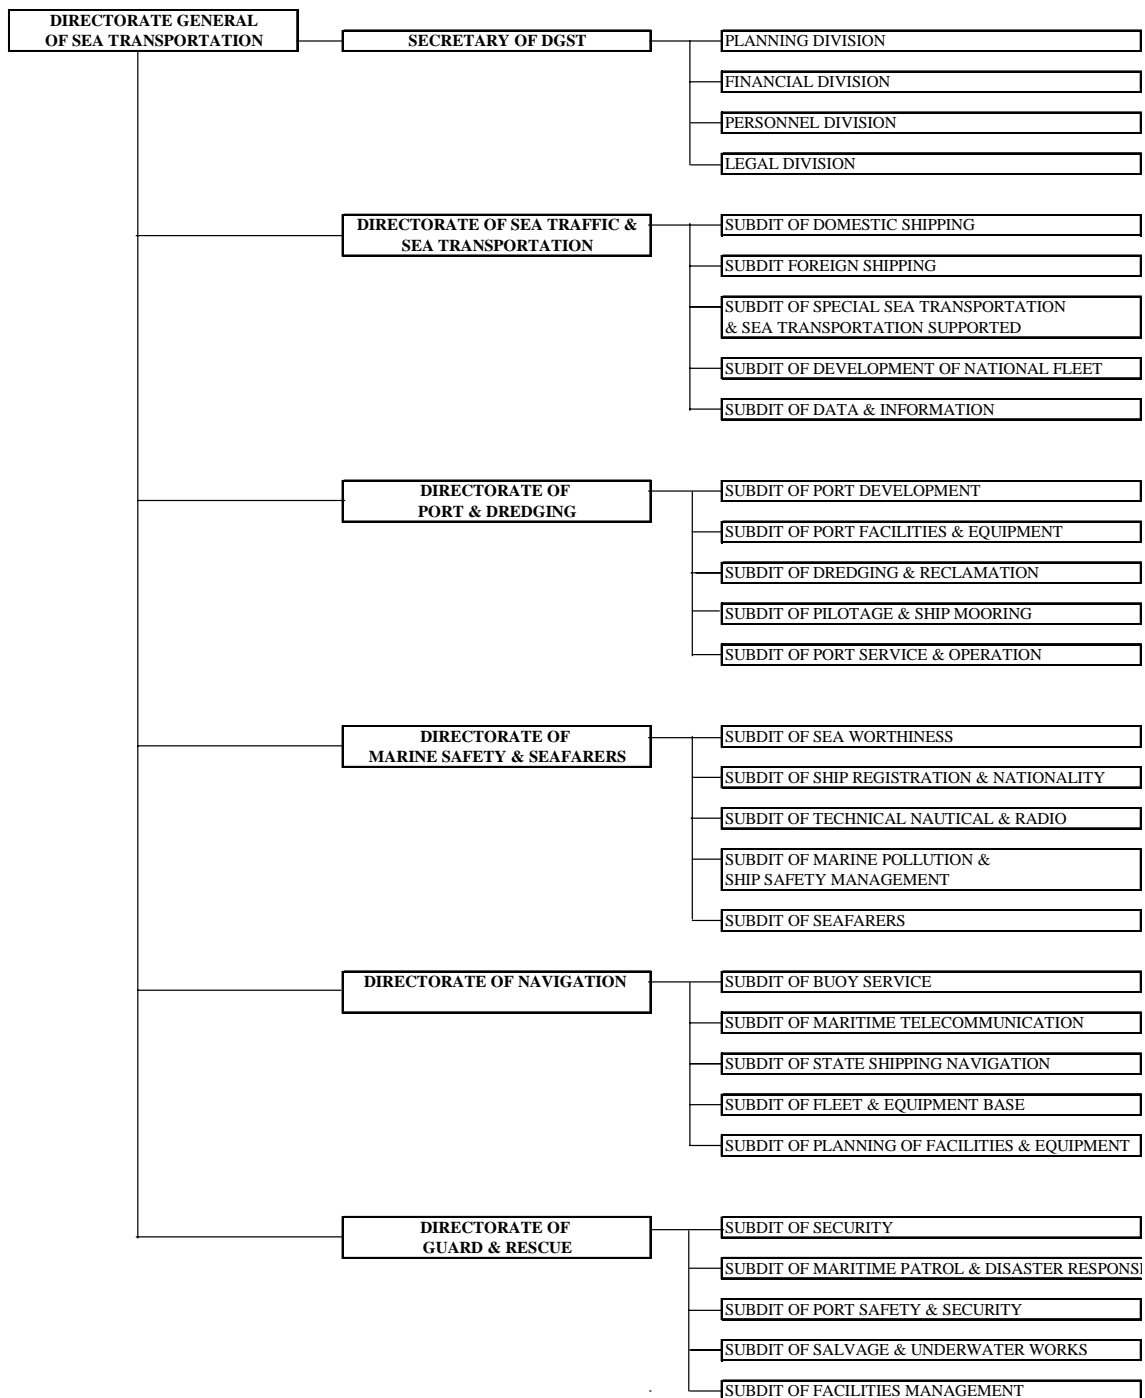 DIRECTORATE GENERAL
OF SEA TRANSPORTATION
SECRETARY OF DGST
PLANNING DIVISION
FINANCIAL DIVISION
PERSONNEL DIVISION
LEGAL DIVISION
DIRECTORATE OF SEA TRAFFIC &
SEA TRANSPORTATION
SUBDIT OF DOMESTIC SHIPPING
SUBDIT FOREIGN SHIPPING
SUBDIT OF SPECIAL SEA TRANSPORTATION
& SEA TRANSPORTATION SUPPORTED
SUBDIT OF DEVELOPMENT OF NATIONAL FLEET
SUBDIT OF DATA & INFORMATION
DIRECTORATE OF
PORT & DREDGING
SUBDIT OF PORT DEVELOPMENT
SUBDIT OF PORT FACILITIES & EQUIPMENT
SUBDIT OF DREDGING & RECLAMATION
SUBDIT OF PILOTAGE & SHIP MOORING
SUBDIT OF PORT SERVICE & OPERATION
DIRECTORATE OF
MARINE SAFETY & SEAFARERS
SUBDIT OF SEA WORTHINESS
SUBDIT OF SHIP REGISTRATION & NATIONALITY
SUBDIT OF TECHNICAL NAUTICAL & RADIO
SUBDIT OF MARINE POLLUTION &
SHIP SAFETY MANAGEMENT
SUBDIT OF SEAFARERS
DIRECTORATE OF NAVIGATION
SUBDIT OF BUOY SERVICE
SUBDIT OF MARITIME TELECOMMUNICATION
SUBDIT OF STATE SHIPPING NAVIGATION
SUBDIT OF FLEET & EQUIPMENT BASE
SUBDIT OF PLANNING OF FACILITIES & EQUIPMENT
DIRECTORATE OF
GUARD & RESCUE
SUBDIT OF SECURITY
SUBDIT OF MARITIME PATROL & DISASTER RESPONSE
SUBDIT OF PORT SAFETY & SECURITY
SUBDIT OF SALVAGE & UNDERWATER WORKS
SUBDIT OF FACILITIES MANAGEMENT